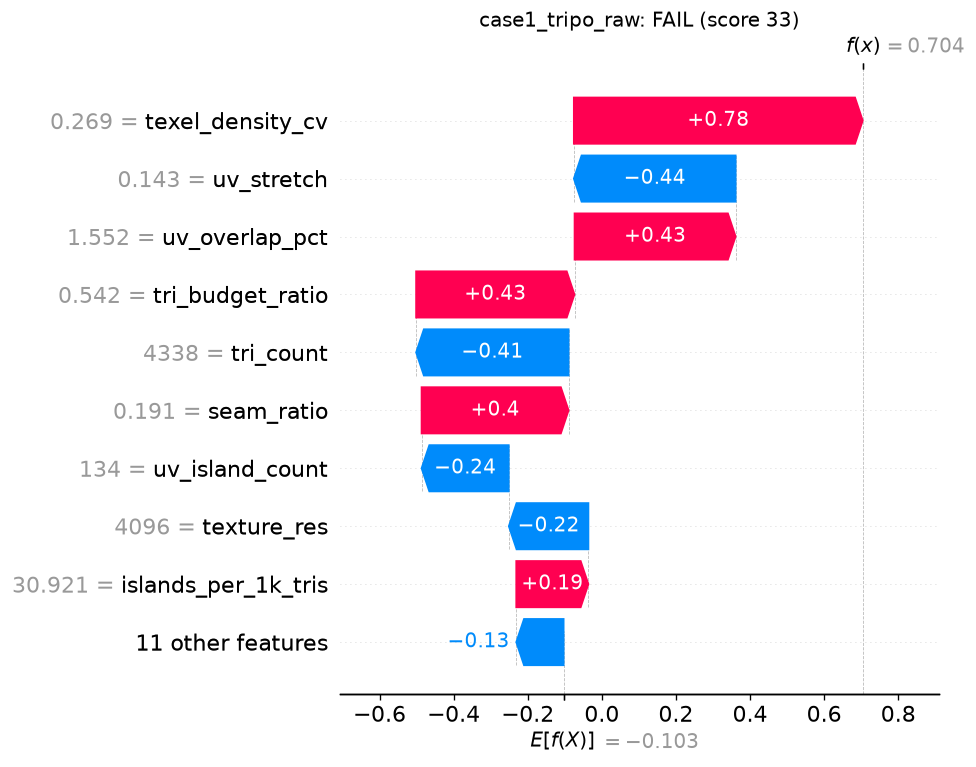 case1_tripo_raw: FAIL (score 33)
f(x) = 0.704
0.269 = texel_density_cv
+0.78
0.143 = uv_stretch
−0.44
1.552 = uv_overlap_pct
+0.43
0.542 = tri_budget_ratio
+0.43
4338 = tri_count
−0.41
0.191 = seam_ratio
+0.4
134 = uv_island_count
−0.24
4096 = texture_res
−0.22
30.921 = islands_per_1k_tris
+0.19
11 other features
−0.13
−0.6 −0.4 −0.2 0.0 0.2 0.4 0.6 0.8
E[f(X)] = −0.103